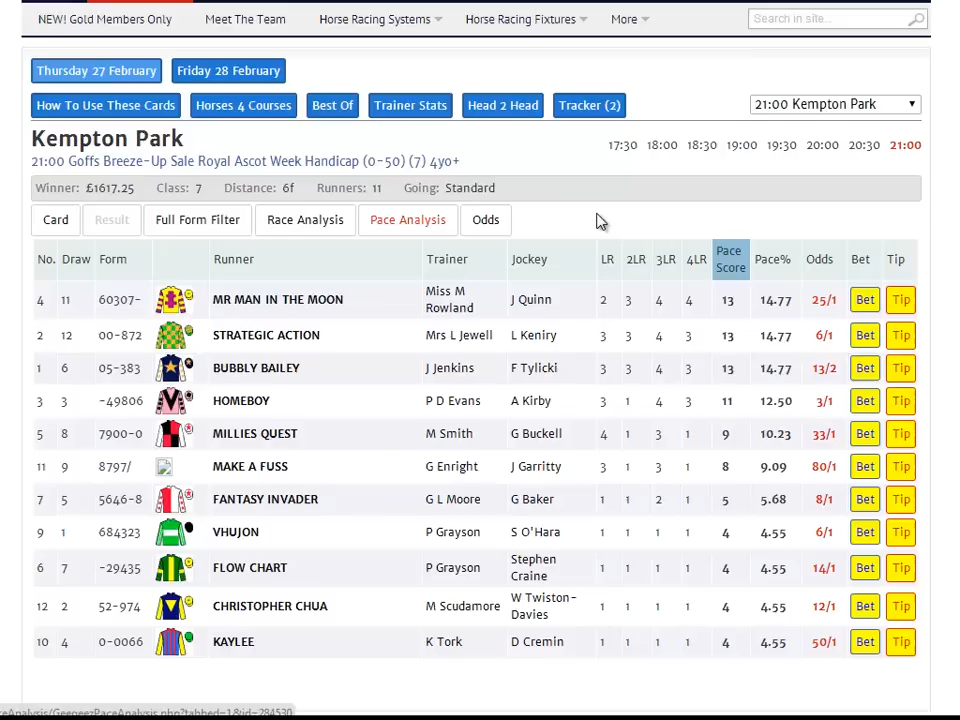 NEW! Gold Members Only Meet The Team Horse Racing Systems Horse Racing Fixtures More Search in site...
Thursday 27 February Friday 28 February
How To Use These Cards Horses 4 Courses Best Of Trainer Stats Head 2 Head Tracker (2) 21:00 Kempton Park
Kempton Park 17:30 18:00 18:30 19:00 19:30 20:00 20:30 21:00
21:00 Goffs Breeze-Up Sale Royal Ascot Week Handicap (0-50) (7) 4yo+
Winner: £1617.25 Class: 7 Distance: 6f Runners: 11 Going: Standard
Card Result Full Form Filter Race Analysis Pace Analysis Odds
No. Draw Form Runner Trainer Jockey LR 2LR 3LR 4LR Pace Score Pace% Odds Bet Tip
4 11 60307- MR MAN IN THE MOON Miss M Rowland J Quinn 2 3 4 4 13 14.77 25/1 Bet Tip
2 12 00-872 STRATEGIC ACTION Mrs L Jewell L Keniry 3 3 4 3 13 14.77 6/1 Bet Tip
1 6 05-383 BUBBLY BAILEY J Jenkins F Tylicki 3 3 4 3 13 14.77 13/2 Bet Tip
3 3 -49806 HOMEBOY P D Evans A Kirby 3 1 4 3 11 12.50 3/1 Bet Tip
5 8 7900-0 MILLIES QUEST M Smith G Buckell 4 1 3 1 9 10.23 33/1 Bet Tip
11 9 8797/ MAKE A FUSS G Enright J Garritty 3 1 3 1 8 9.09 80/1 Bet Tip
7 5 5646-8 FANTASY INVADER G L Moore G Baker 1 1 2 1 5 5.68 8/1 Bet Tip
9 1 684323 VHUJON P Grayson S O'Hara 1 1 1 1 4 4.55 6/1 Bet Tip
6 7 -29435 FLOW CHART P Grayson Stephen Craine 1 1 1 1 4 4.55 14/1 Bet Tip
12 2 52-974 CHRISTOPHER CHUA M Scudamore W Twiston-Davies 1 1 1 1 4 4.55 12/1 Bet Tip
10 4 0-0066 KAYLEE K Tork D Cremin 1 1 1 1 4 4.55 50/1 Bet Tip